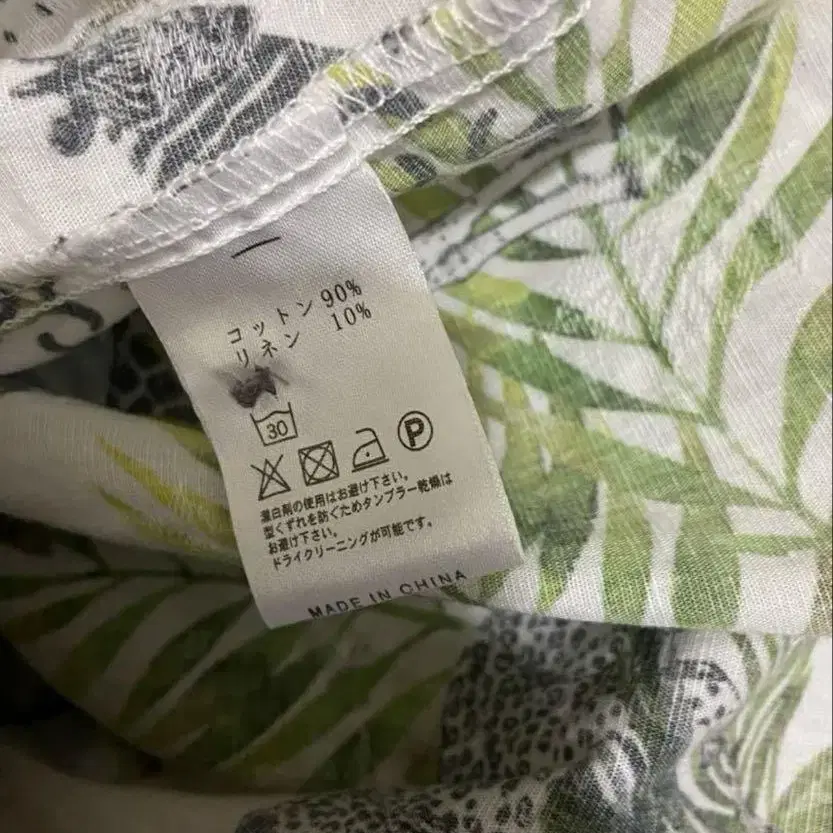 コットン 90%
リネン 10%
30
P
漂白剤の使用はお避け下さい。
型くずれを防ぐためタンブラー乾燥は
お避け下さい。
ドライクリーニングが可能です。
MADE IN CHINA